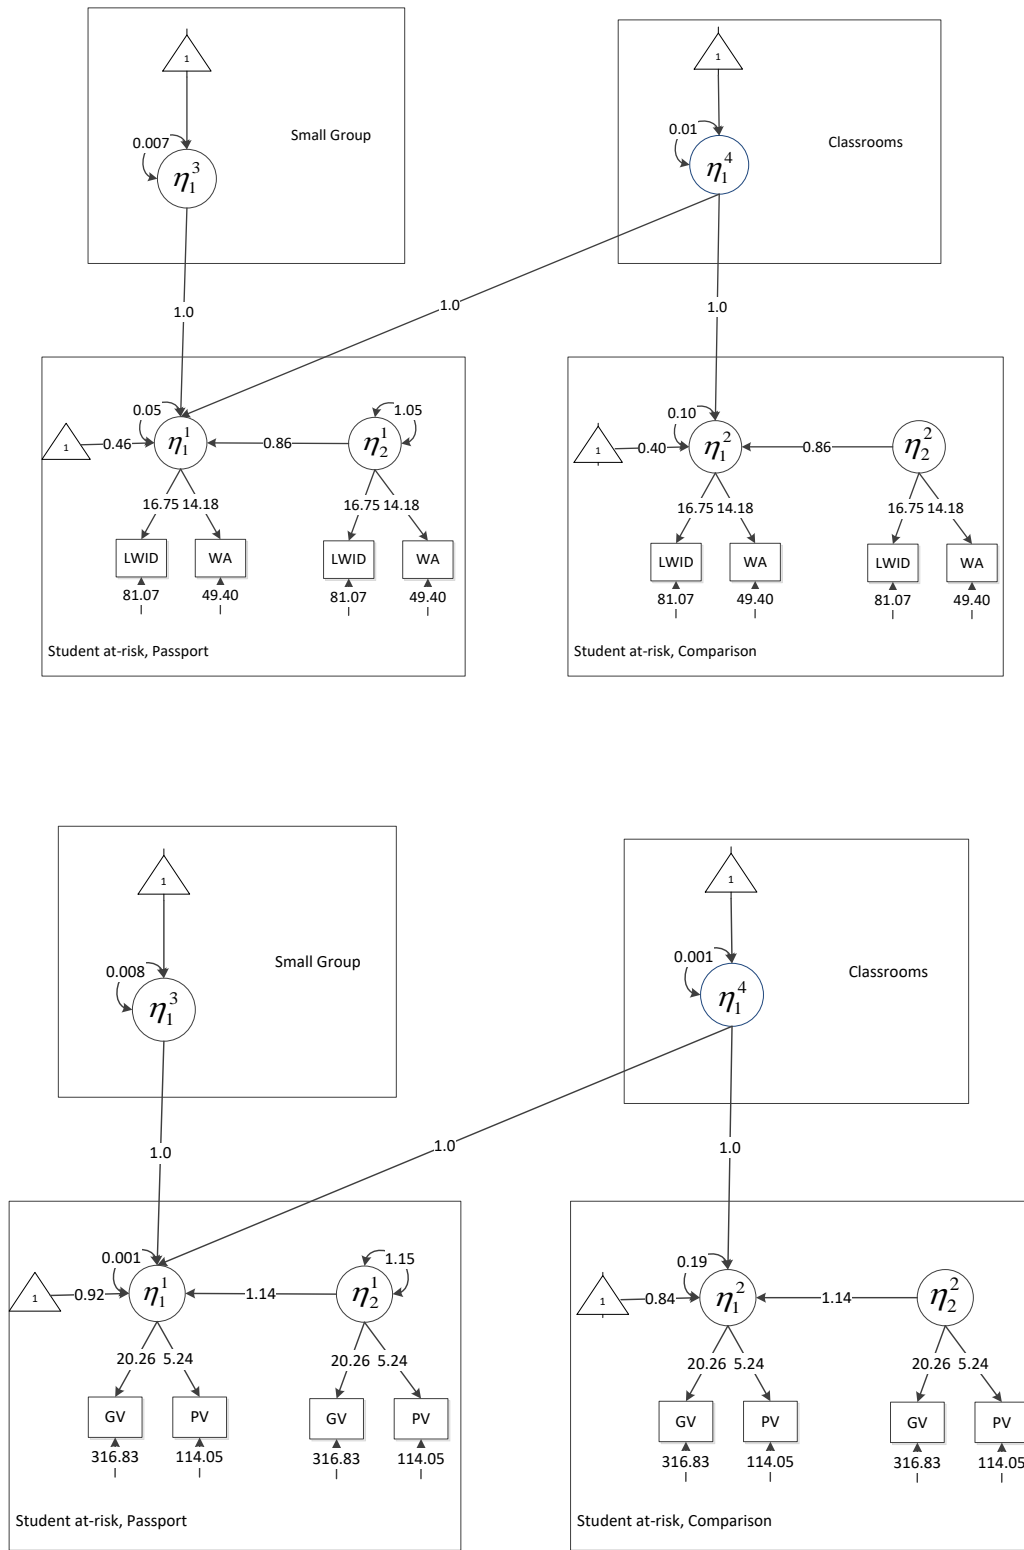 1
1
0.007
Small Group
0.01
Classrooms
η₁³
η₁⁴
1.0
1.0
1.0
0.05
1.05
0.10
1
0.46
η₁¹
0.86
η₂¹
1
0.40
η₁²
0.86
η₂²
16.75 14.18
16.75 14.18
16.75 14.18
16.75 14.18
LWID
WA
LWID
WA
LWID
WA
LWID
WA
81.07
49.40
81.07
49.40
81.07
49.40
81.07
49.40
Student at-risk, Passport
Student at-risk, Comparison
1
1
0.008
Small Group
0.001
Classrooms
η₁³
η₁⁴
1.0
1.0
1.0
0.001
1.15
0.19
1
0.92
η₁¹
1.14
η₂¹
1
0.84
η₁²
1.14
η₂²
20.26 5.24
20.26 5.24
20.26 5.24
20.26 5.24
GV
PV
GV
PV
GV
PV
GV
PV
316.83
114.05
316.83
114.05
316.83
114.05
316.83
114.05
Student at-risk, Passport
Student at-risk, Comparison